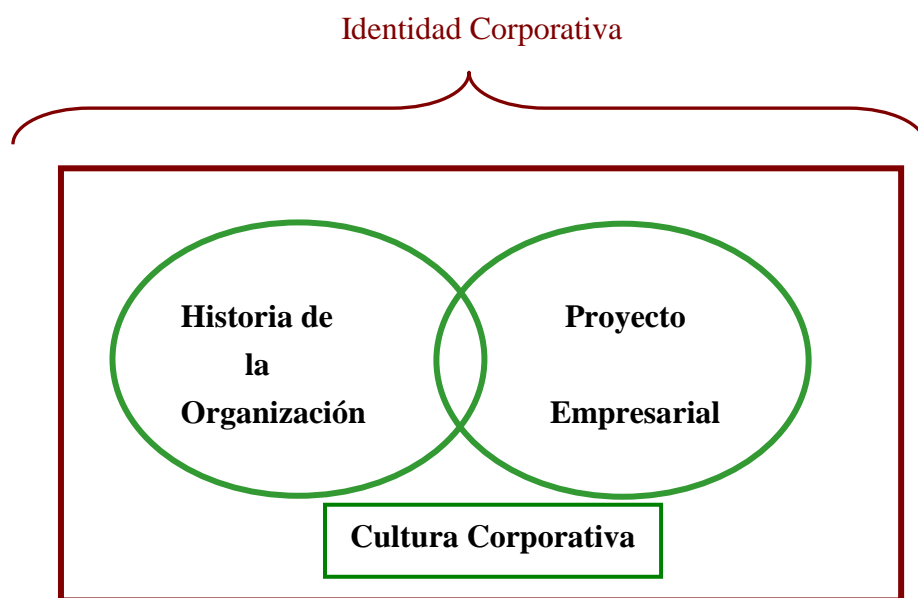 Identidad Corporativa
Historia de
la
Organización
Proyecto
Empresarial
Cultura Corporativa